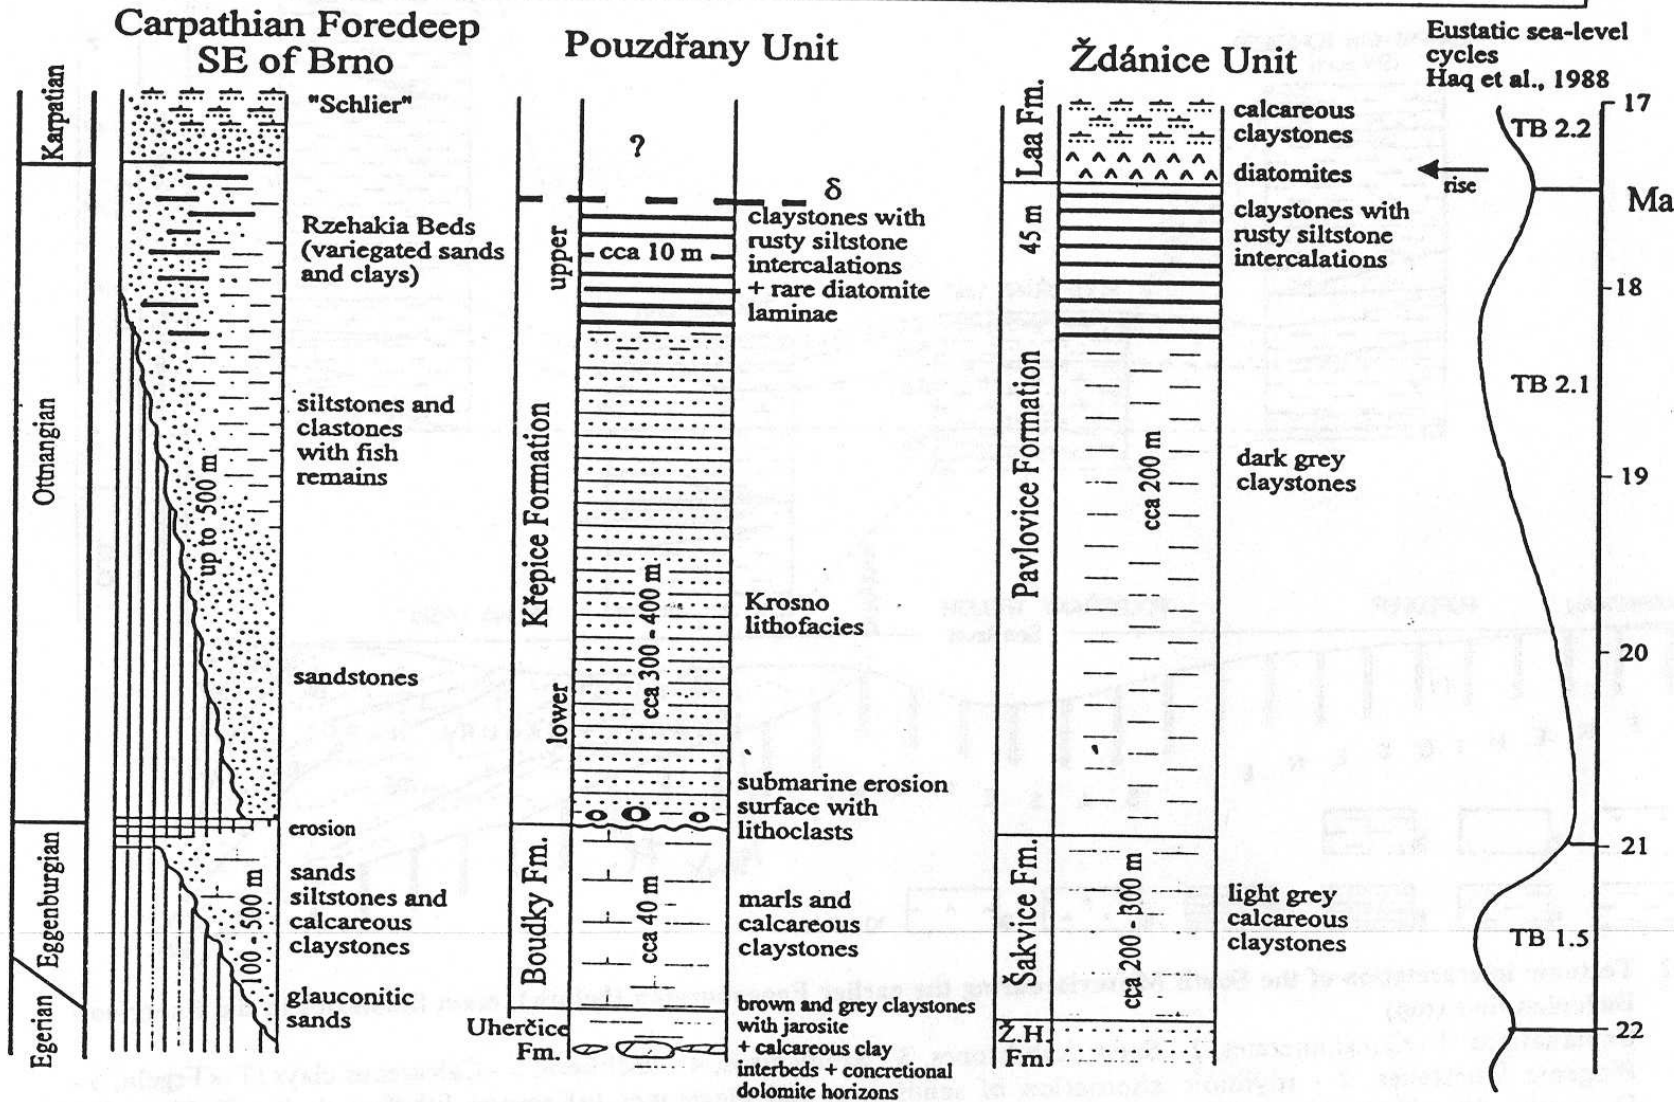 Carpathian Foredeep
SE of Brno
Pouzdřany Unit
Ždánice Unit
Eustatic sea-level
cycles
Haq et al., 1988
Karpatian
Ottnangian
Eggenburgian
Egerian
"Schlier"
Rzehakia Beds
(variegated sands
and clays)
siltstones and
clastones
with fish
remains
up to 500 m
sandstones
erosion
sands
siltstones and
calcareous
claystones
100 - 500 m
glauconitic
sands
?
δ
upper
cca 10 m
claystones with
rusty siltstone
intercalations
+ rare diatomite
laminae
Křepice Formation
lower
cca 300 - 400 m
Krosno
lithofacies
submarine erosion
surface with
lithoclasts
Boudky Fm.
cca 40 m
marls and
calcareous
claystones
Uherčice
Fm.
brown and grey claystones
with jarosite
+ calcareous clay
interbeds + concretional
dolomite horizons
Laa Fm.
calcareous
claystones
diatomites
45 m
claystones with
rusty siltstone
intercalations
Pavlovice Formation
cca 200 m
dark grey
claystones
Šakvice Fm.
cca 200 - 300 m
light grey
calcareous
claystones
Ž.H.
Fm.
rise
TB 2.2
TB 2.1
TB 1.5
17
Ma
18
19
20
21
22